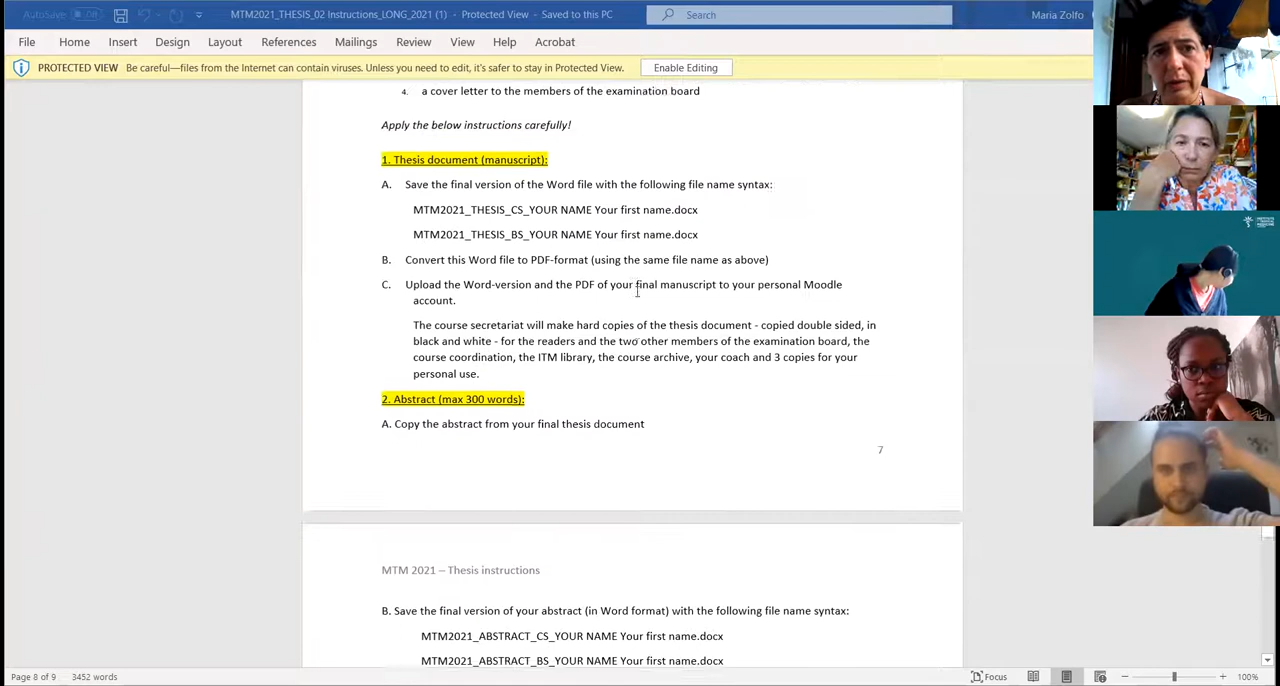 AutoSave
MTM2021_THESIS_02 Instructions_LONG_2021 (1) - Protected View - Saved to this PC
Search
Maria Zolfo
File Home Insert Design Layout References Mailings Review View Help Acrobat
PROTECTED VIEW Be careful—files from the Internet can contain viruses. Unless you need to edit, it's safer to stay in Protected View. Enable Editing
4. a cover letter to the members of the examination board
Apply the below instructions carefully!
1. Thesis document (manuscript):
A. Save the final version of the Word file with the following file name syntax:
MTM2021_THESIS_CS_YOUR NAME Your first name.docx
MTM2021_THESIS_BS_YOUR NAME Your first name.docx
B. Convert this Word file to PDF-format (using the same file name as above)
C. Upload the Word-version and the PDF of your final manuscript to your personal Moodle
account.
The course secretariat will make hard copies of the thesis document - copied double sided, in
black and white - for the readers and the two other members of the examination board, the
course coordination, the ITM library, the course archive, your coach and 3 copies for your
personal use.
2. Abstract (max 300 words):
A. Copy the abstract from your final thesis document
7
MTM 2021 – Thesis instructions
B. Save the final version of your abstract (in Word format) with the following file name syntax:
MTM2021_ABSTRACT_CS_YOUR NAME Your first name.docx
MTM2021_ABSTRACT_BS_YOUR NAME Your first name.docx
Page 8 of 9 3452 words
Focus
100%